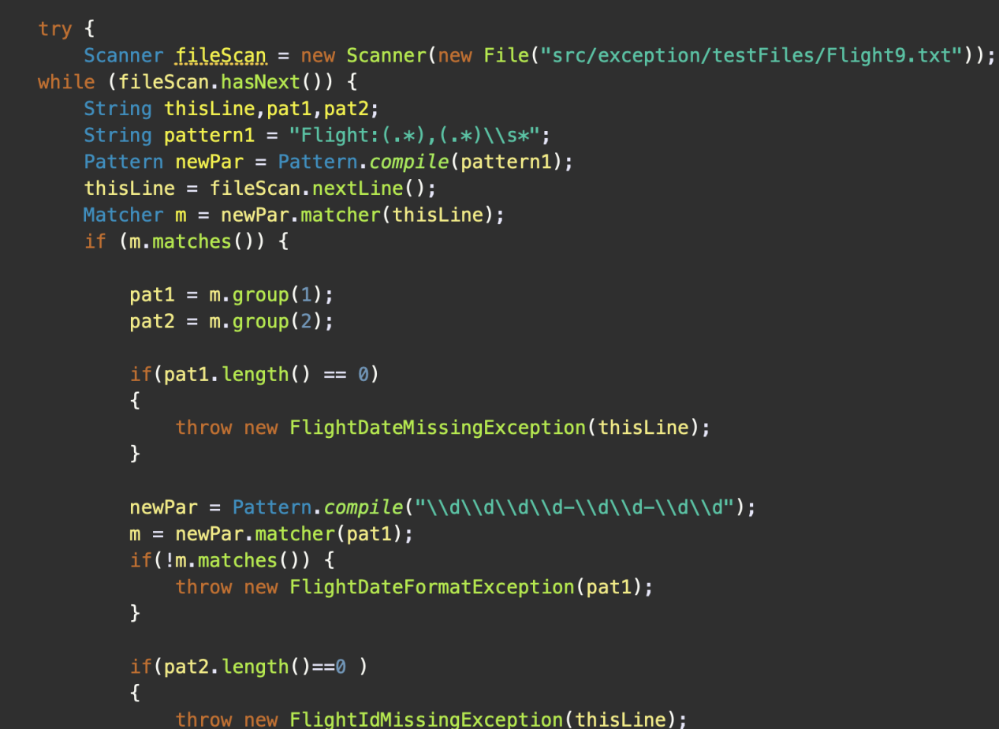 try {
Scanner fileScan = new Scanner(new File("src/exception/testFiles/Flight9.txt"));
while (fileScan.hasNext()) {
String thisLine,pat1,pat2;
String pattern1 = "Flight:(.*),(.*)\\s*";
Pattern newPar = Pattern.compile(pattern1);
thisLine = fileScan.nextLine();
Matcher m = newPar.matcher(thisLine);
if (m.matches()) {
pat1 = m.group(1);
pat2 = m.group(2);
if(pat1.length() == 0)
{
throw new FlightDateMissingException(thisLine);
}
newPar = Pattern.compile("\\d\\d\\d\\d-\\d\\d-\\d\\d");
m = newPar.matcher(pat1);
if(!m.matches()) {
throw new FlightDateFormatException(pat1);
}
if(pat2.length()==0 )
{
throw new FlightIdMissingException(thisLine);